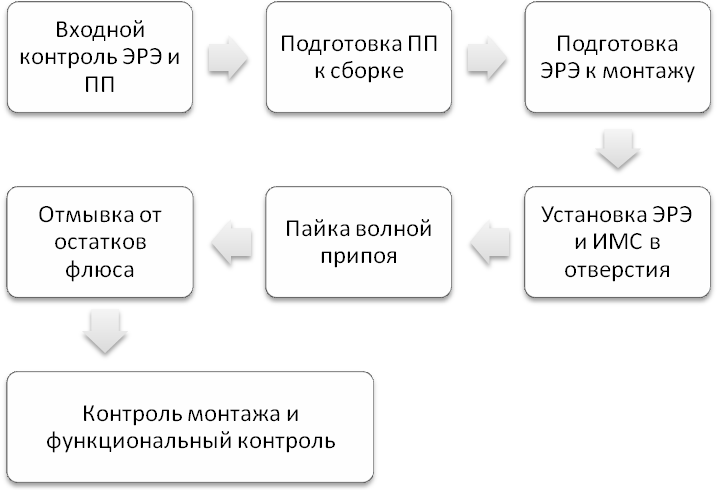 Входной
контроль ЭРЭ и
ПП
Подготовка ПП
к сборке
Подготовка
ЭРЭ к монтажу
Установка ЭРЭ
и ИМС в
отверстия
Пайка волной
припоя
Отмывка от
остатков
флюса
Контроль монтажа и
функциональный контроль